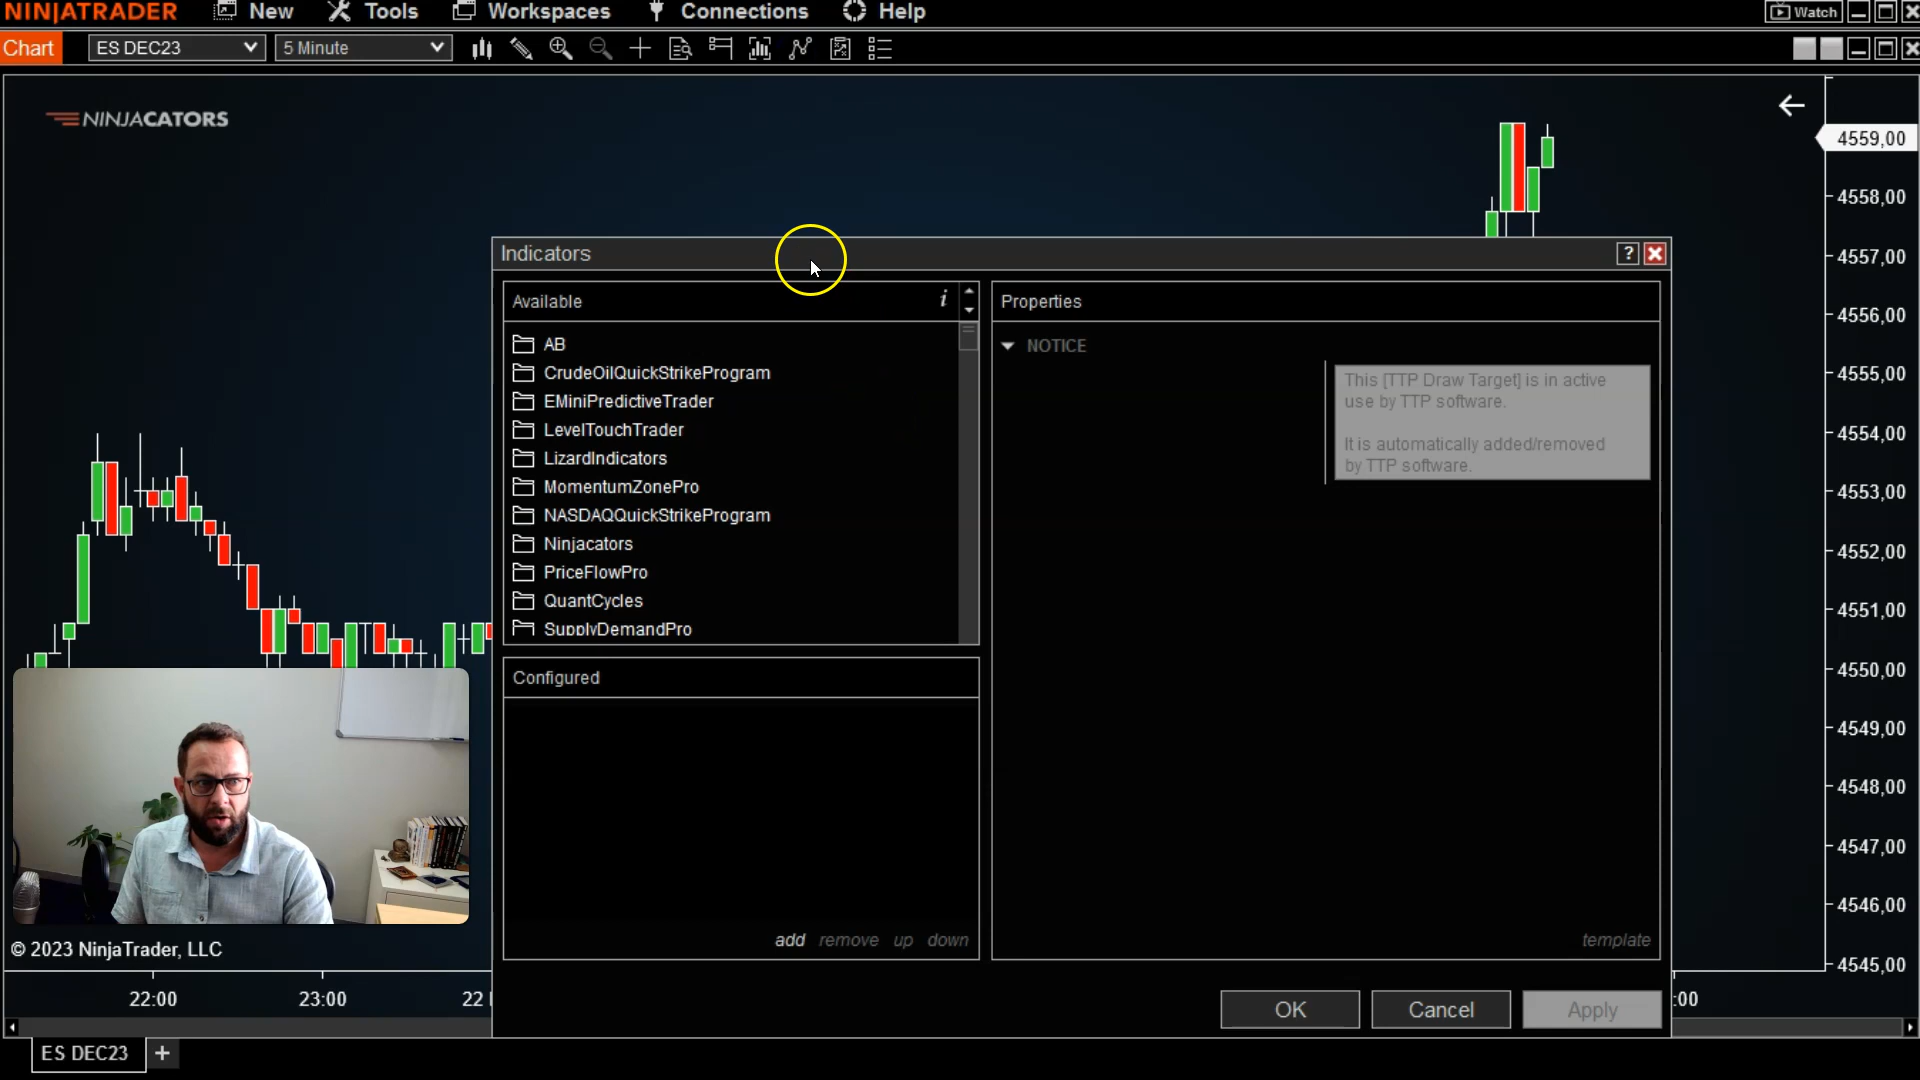 NINJATRADER New Tools Workspaces Connections Help Watch
Chart ES DEC23 5 Minute
NINJACATORS
4559,00
4558,00
4557,00
4556,00
4555,00
4554,00
4553,00
4552,00
4551,00
4550,00
4549,00
4548,00
4547,00
4546,00
4545,00
Indicators ?
Available i
AB
CrudeOilQuickStrikeProgram
EMiniPredictiveTrader
LevelTouchTrader
LizardIndicators
MomentumZonePro
NASDAQQuickStrikeProgram
Ninjacators
PriceFlowPro
QuantCycles
SupplyDemandPro
Configured
add remove up down
Properties
NOTICE
This [TTP Draw Target] is in active
use by TTP software.
It is automatically added/removed
by TTP software.
template
OK Cancel Apply
© 2023 NinjaTrader, LLC
22:00 23:00 22 :00
ES DEC23 +